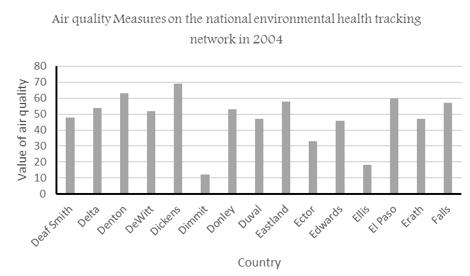 Air quality Measures on the national environmental health tracking
network in 2004
Value of air quality
80
70
60
50
40
30
20
10
0
Deaf Smith
Delta
Denton
DeWitt
Dickens
Dimmit
Donley
Duval
Eastland
Ector
Edwards
Ellis
El Paso
Erath
Falls
Country